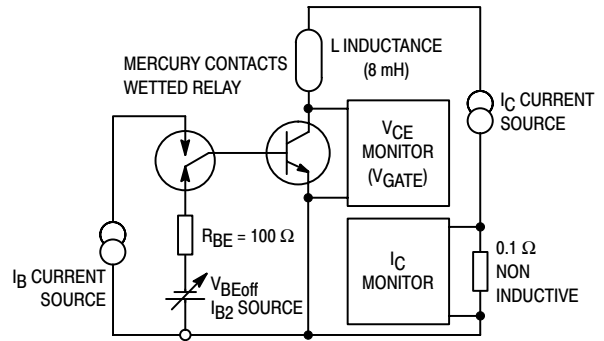 L INDUCTANCE
(8 mH)
MERCURY CONTACTS
WETTED RELAY
IC CURRENT
SOURCE
VCE
MONITOR
(VGATE)
RBE = 100 Ω
IC
MONITOR
0.1 Ω
NON
INDUCTIVE
IB CURRENT
SOURCE
VBEoff
IB2 SOURCE